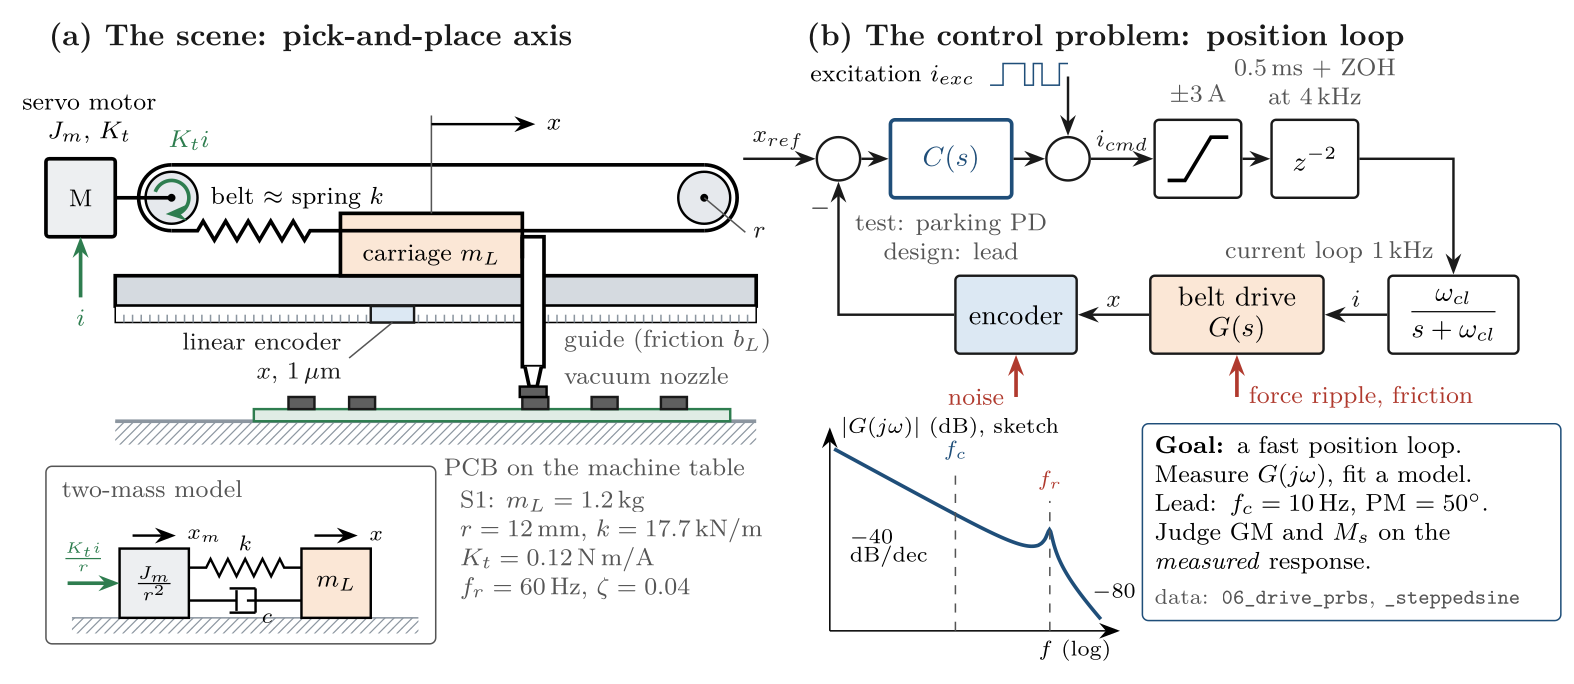 (a) The scene: pick-and-place axis
servo motor
J_m, K_t
K_t i
x
M
belt ≈ spring k
carriage m_L
r
i
linear encoder
x, 1 μm
guide (friction b_L)
vacuum nozzle
PCB on the machine table
S1: m_L = 1.2 kg
r = 12 mm, k = 17.7 kN/m
K_t = 0.12 N m/A
f_r = 60 Hz, ζ = 0.04
two-mass model
x_m
k
x
K_t i / r
J_m / r²
m_L
c
(b) The control problem: position loop
excitation i_exc
0.5 ms + ZOH
at 4 kHz
±3 A
x_ref
C(s)
i_cmd
z⁻²
−
test: parking PD
design: lead
current loop 1 kHz
encoder
x
belt drive
G(s)
i
ω_cl / s + ω_cl
noise
force ripple, friction
|G(jω)| (dB), sketch
f_c
f_r
−40
dB/dec
−80
f (log)
Goal: a fast position loop.
Measure G(jω), fit a model.
Lead: f_c = 10 Hz, PM = 50°.
Judge GM and M_s on the
measured response.
data: 06_drive_prbs, _steppedsine